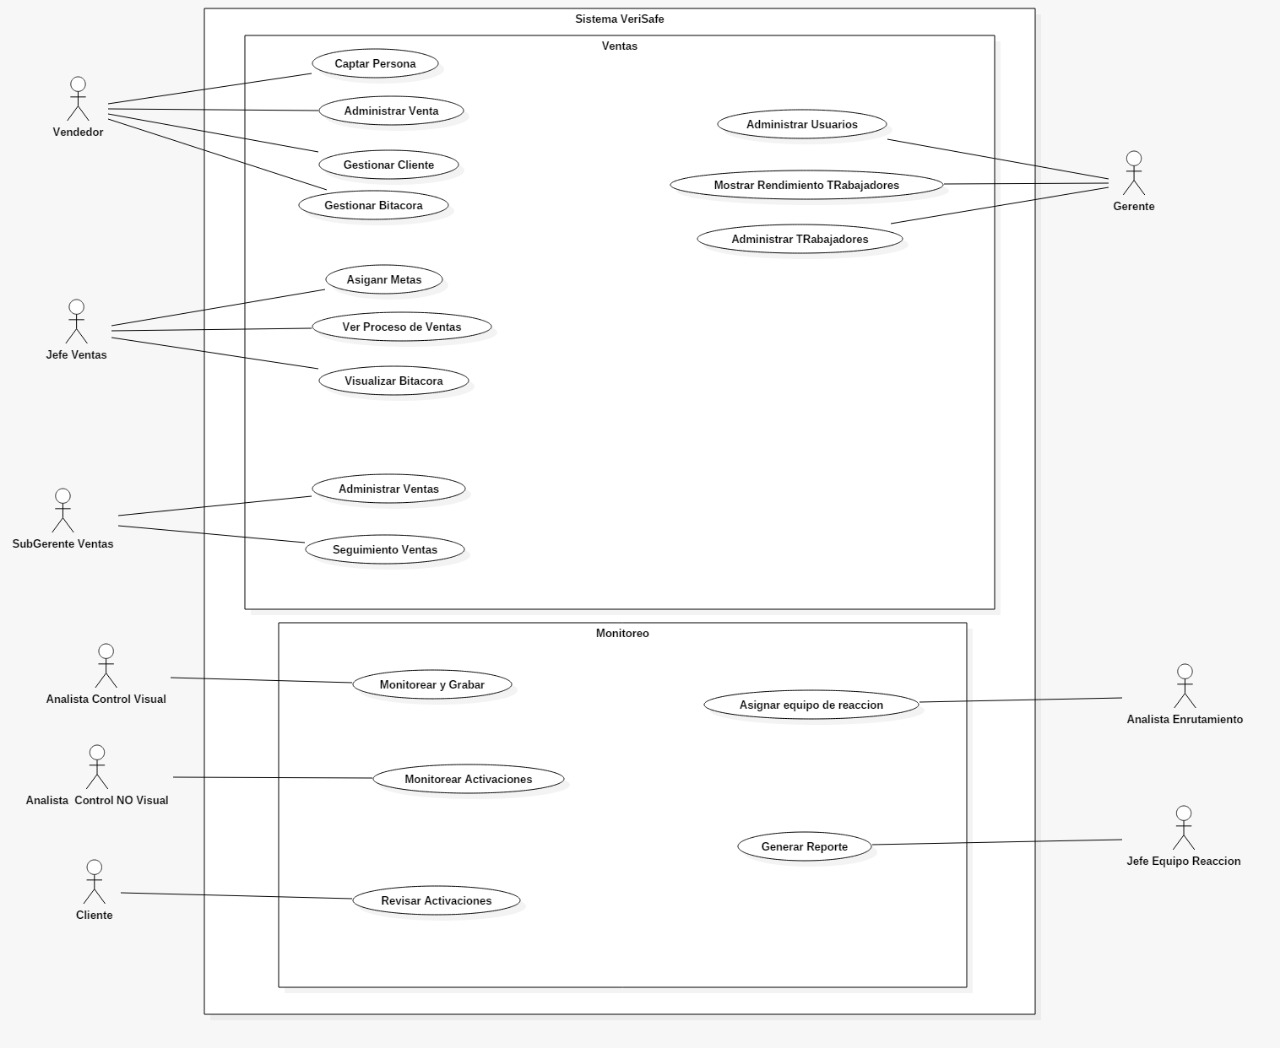 Sistema VeriSafe
Ventas
Captar Persona
Administrar Venta
Gestionar Cliente
Gestionar Bitacora
Vendedor
Administrar Usuarios
Mostrar Rendimiento TRabajadores
Administrar TRabajadores
Gerente
Asiganr Metas
Ver Proceso de Ventas
Visualizar Bitacora
Jefe Ventas
Administrar Ventas
Seguimiento Ventas
SubGerente Ventas
Monitoreo
Monitorear y Grabar
Analista Control Visual
Asignar equipo de reaccion
Analista Enrutamiento
Monitorear Activaciones
Analista  Control NO Visual
Generar Reporte
Jefe Equipo Reaccion
Revisar Activaciones
Cliente